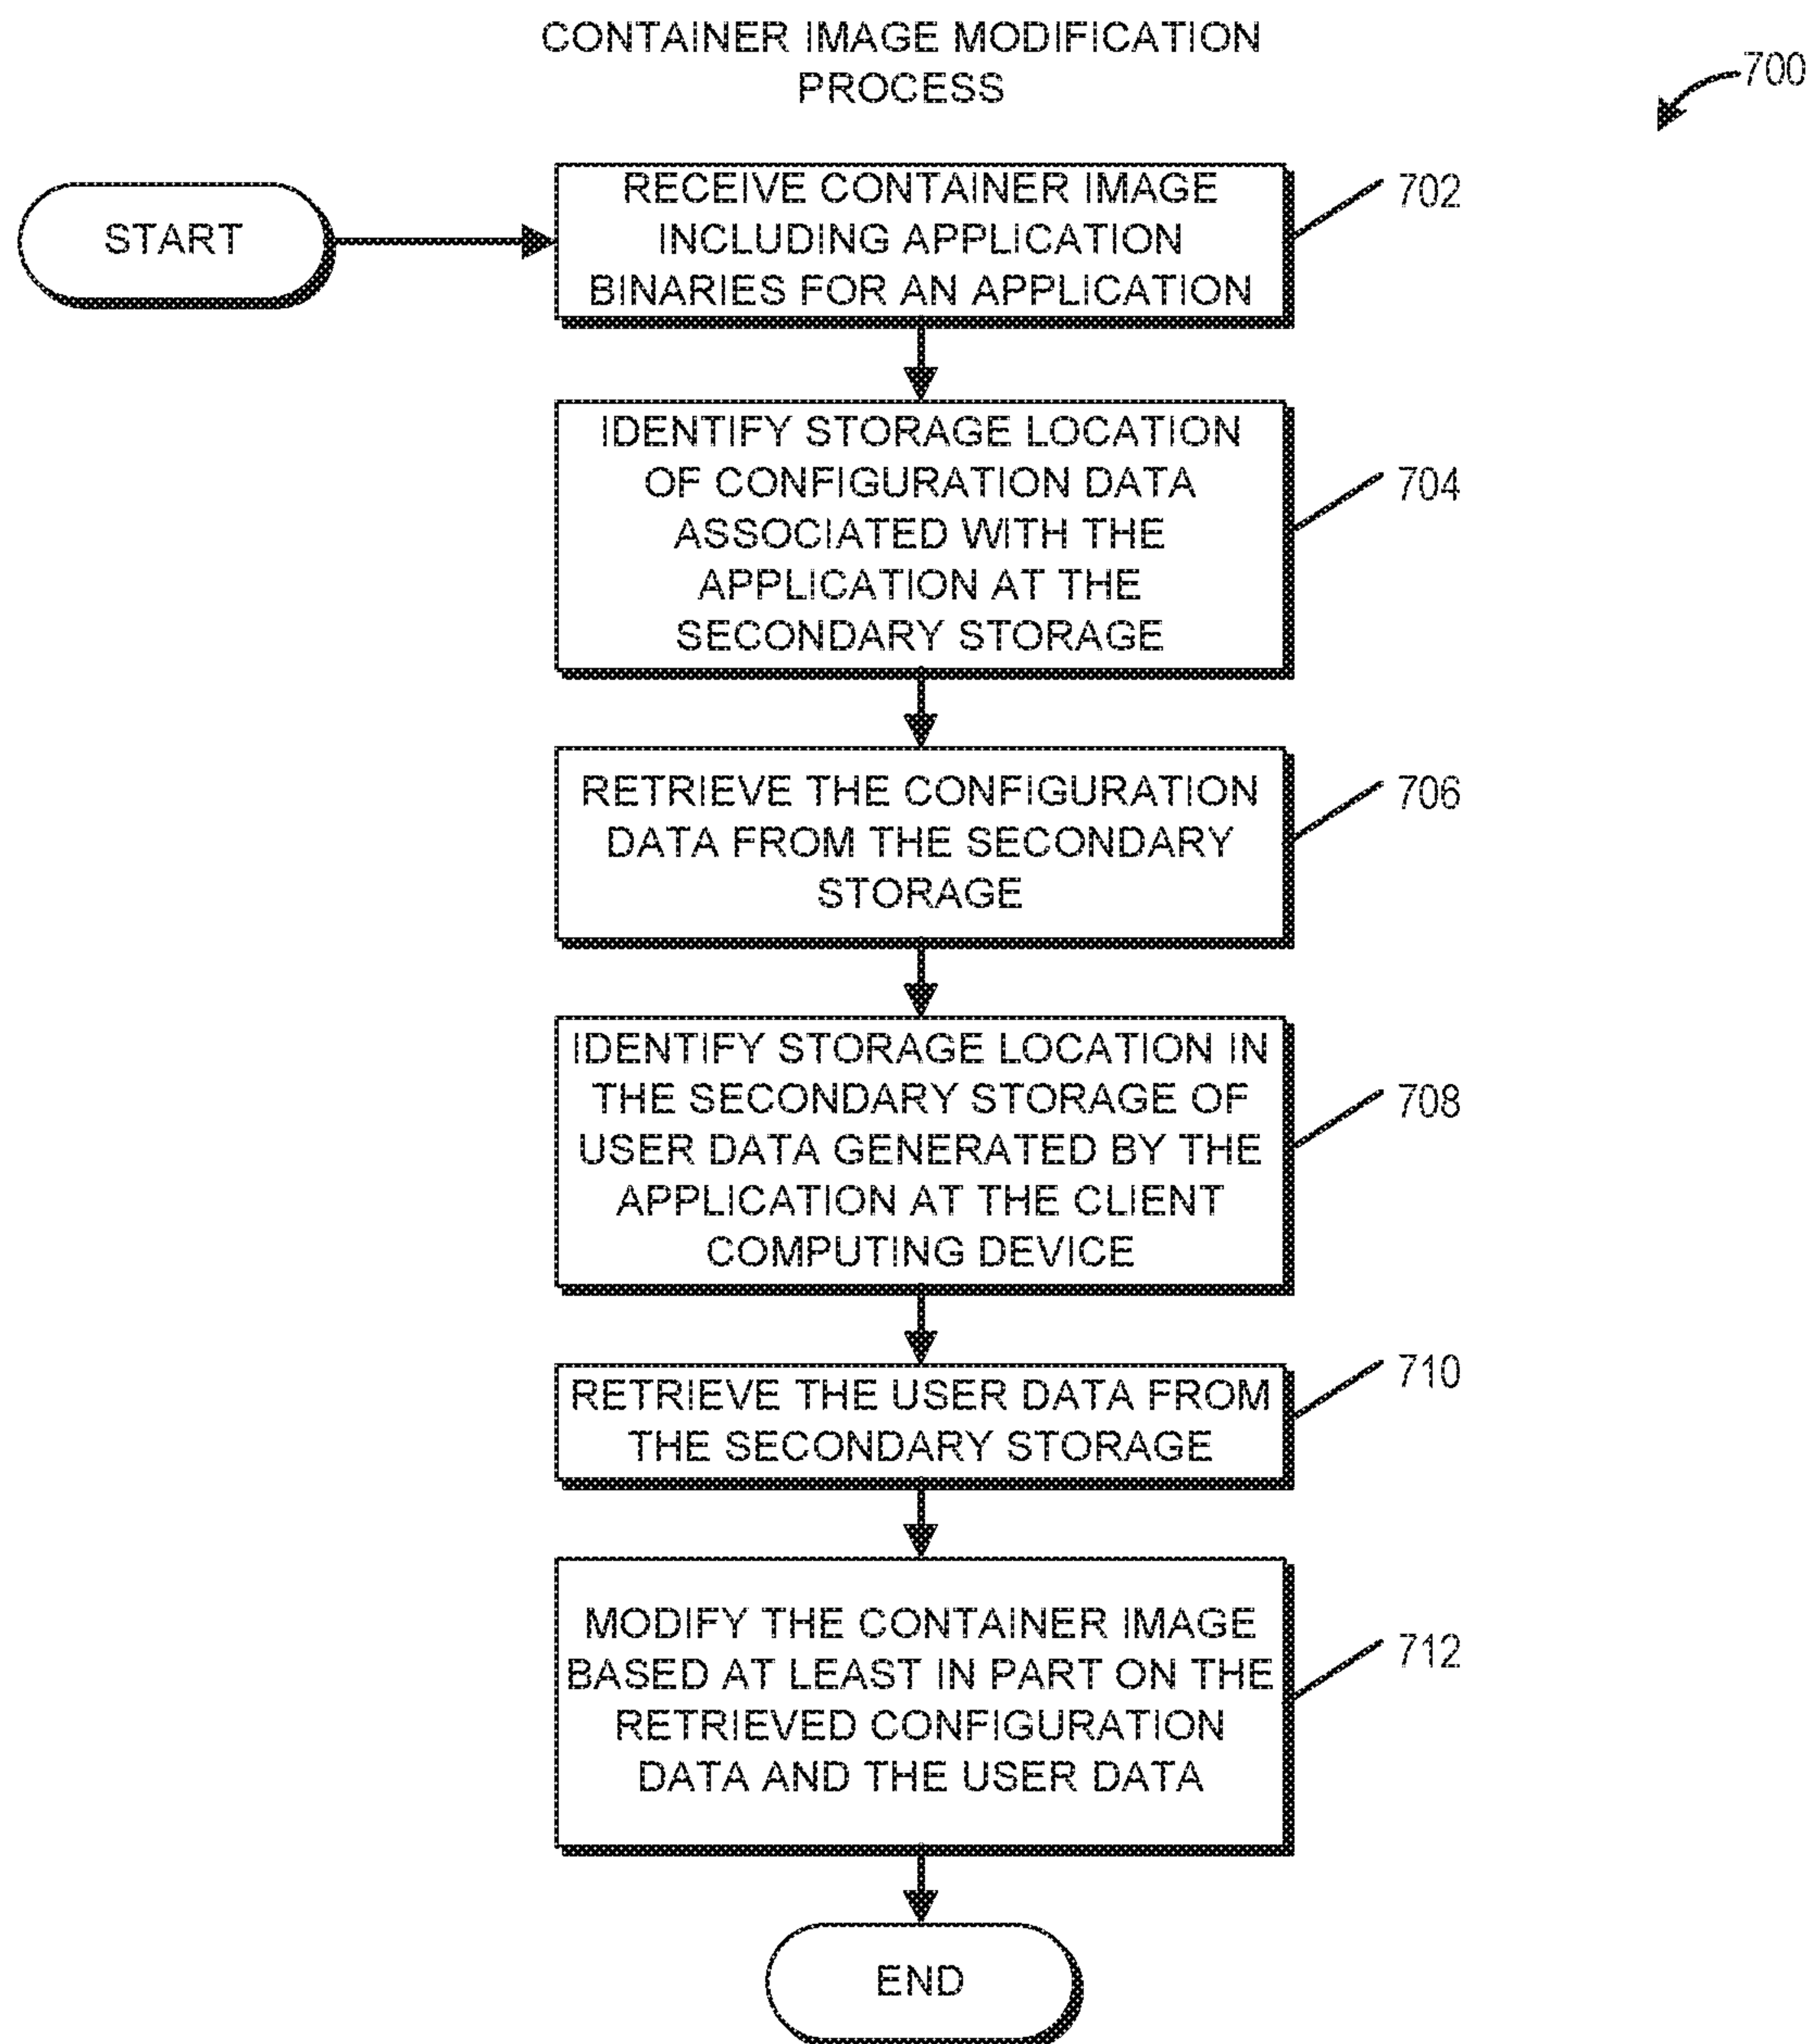 CONTAINER IMAGE MODIFICATION
PROCESS
700
START
RECEIVE CONTAINER IMAGE
INCLUDING APPLICATION
BINARIES FOR AN APPLICATION
702
IDENTIFY STORAGE LOCATION
OF CONFIGURATION DATA
ASSOCIATED WITH THE
APPLICATION AT THE
SECONDARY STORAGE
704
RETRIEVE THE CONFIGURATION
DATA FROM THE SECONDARY
STORAGE
706
IDENTIFY STORAGE LOCATION IN
THE SECONDARY STORAGE OF
USER DATA GENERATED BY THE
APPLICATION AT THE CLIENT
COMPUTING DEVICE
708
RETRIEVE THE USER DATA FROM
THE SECONDARY STORAGE
710
MODIFY THE CONTAINER IMAGE
BASED AT LEAST IN PART ON THE
RETRIEVED CONFIGURATION
DATA AND THE USER DATA
712
END